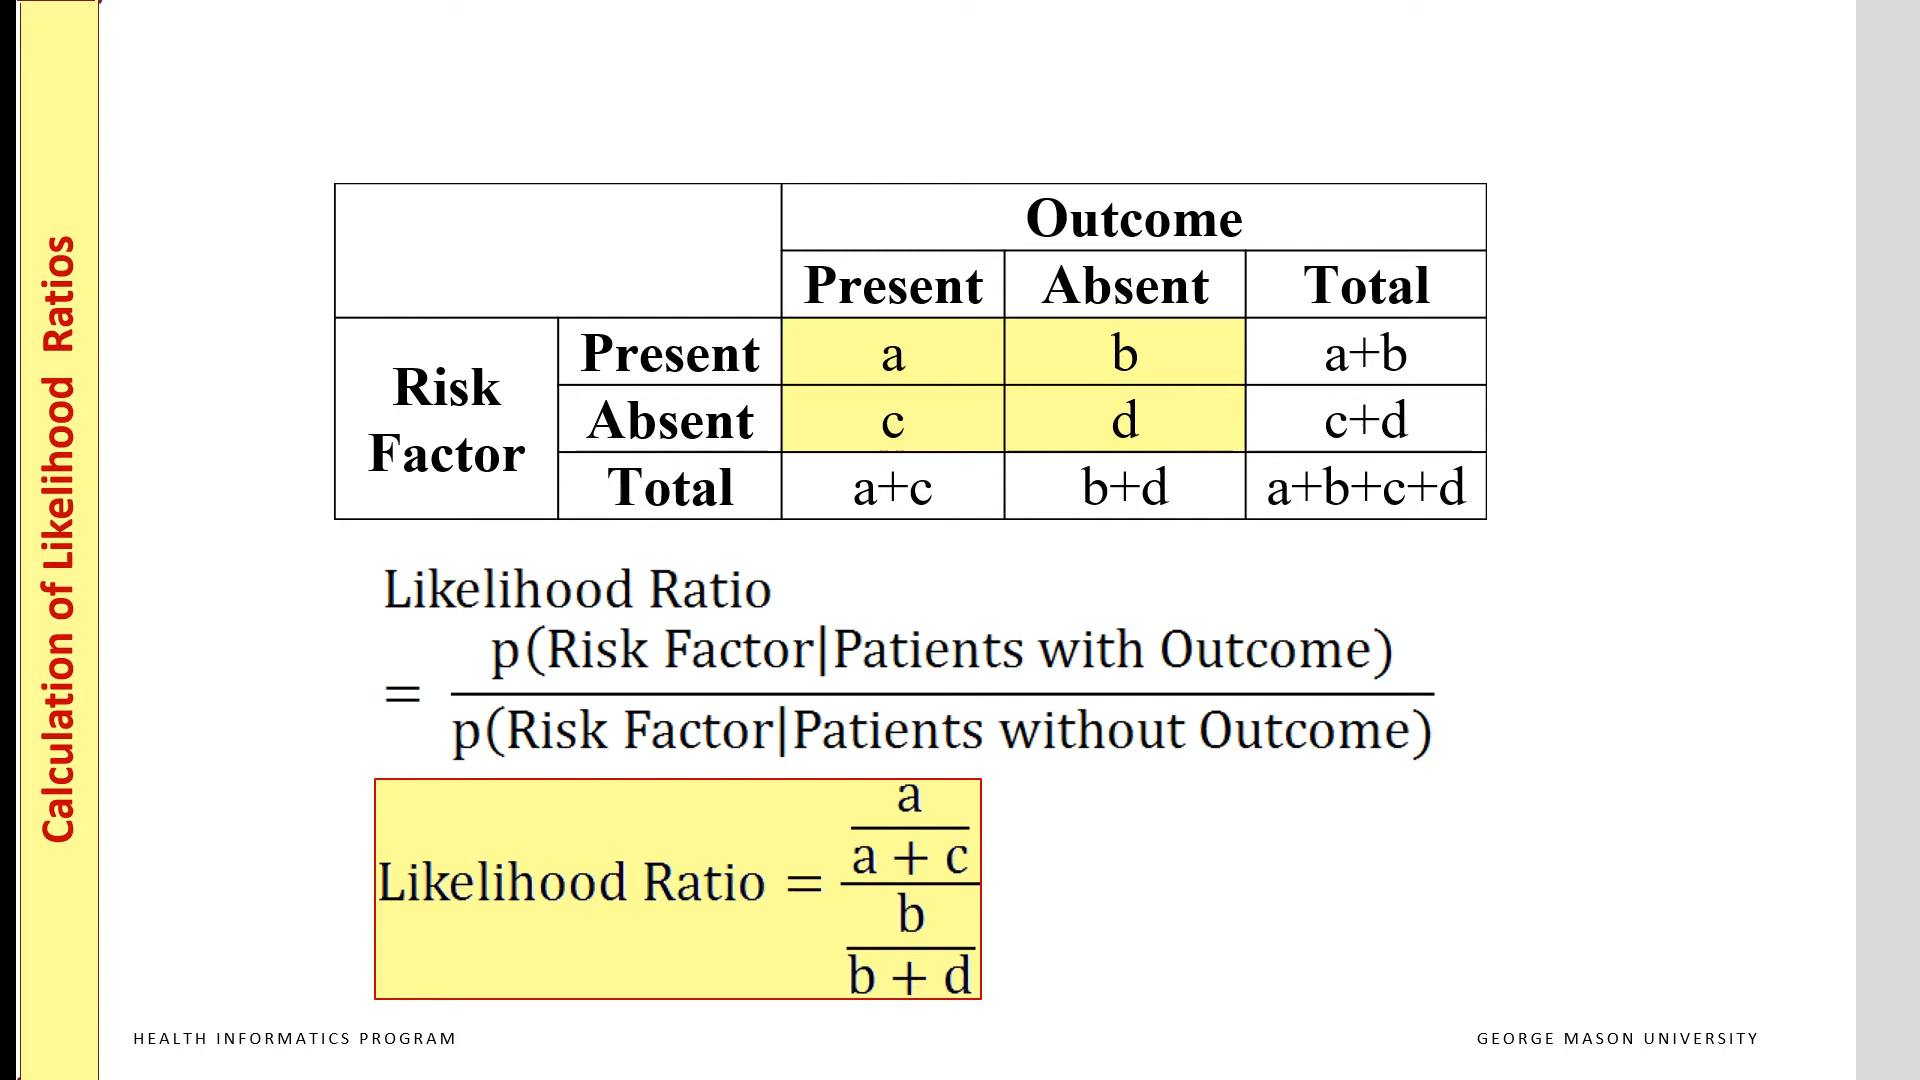 Calculation of Likelihood Ratios
Outcome
Present Absent Total
Risk Factor
Present a b a+b
Absent c d c+d
Total a+c b+d a+b+c+d
Likelihood Ratio
= p(Risk Factor|Patients with Outcome)
p(Risk Factor|Patients without Outcome)
a
a + c
Likelihood Ratio =
b
b + d
HEALTH INFORMATICS PROGRAM
GEORGE MASON UNIVERSITY